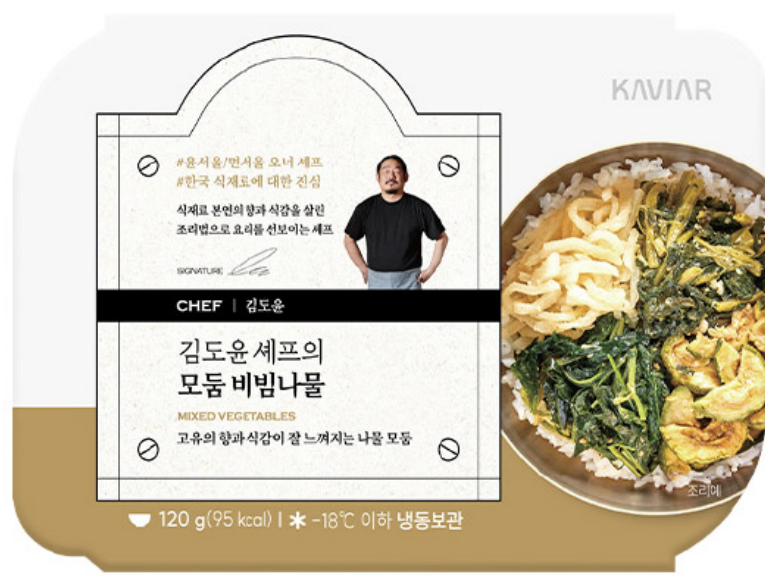 KAVIAR
#윤서울/면서울 오너 셰프
#한국 식재료에 대한 진심
식재료 본연의 향과 식감을 살린
조리법으로 요리를 선보이는 셰프
SIGNATURE
CHEF | 김도윤
김도윤 셰프의
모둠 비빔나물
MIXED VEGETABLES
고유의 향과 식감이 잘 느껴지는 나물 모둠
조리예
120 g(95 kcal) | -18℃ 이하 냉동보관